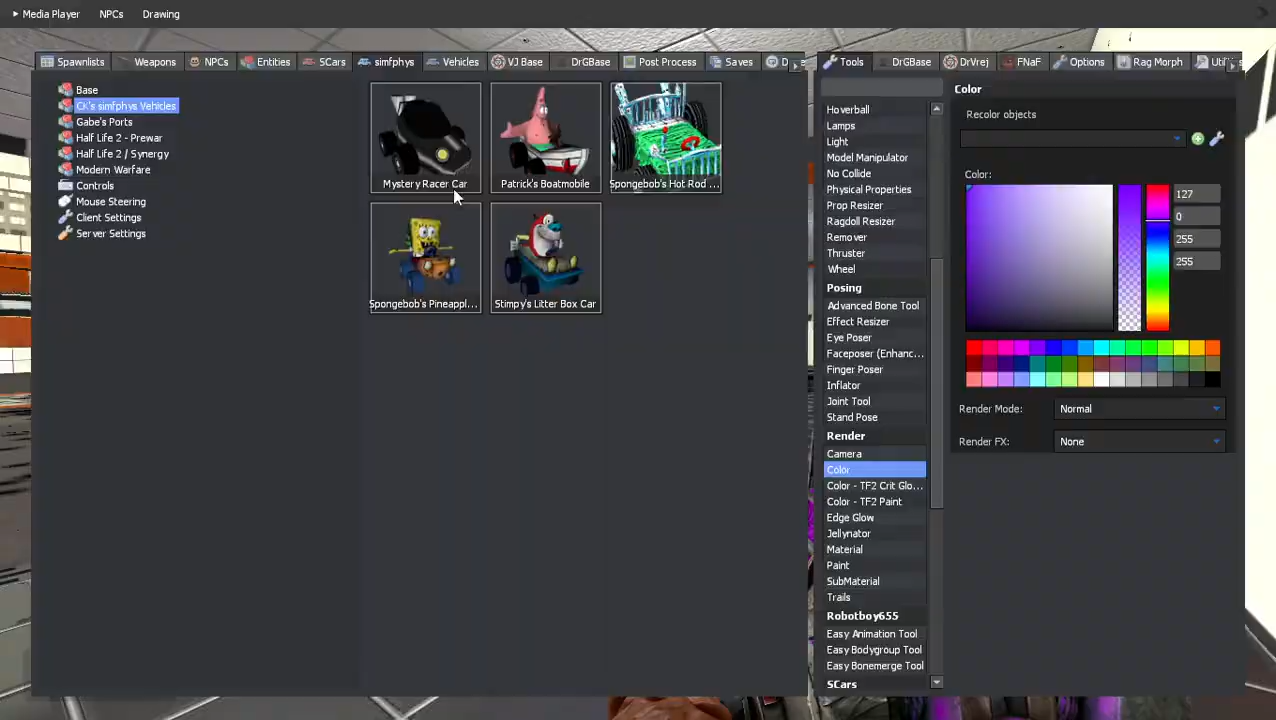 Media Player NPCs Drawing
Spawnlists Weapons NPCs Entities SCars simfphys Vehicles VJ Base DrGBase Post Process Saves
Base
CK's simfphys Vehicles
Gabe's Ports
Half Life 2 - Prewar
Half Life 2 / Synergy
Modern Warfare
Controls
Mouse Steering
Client Settings
Server Settings
Mystery Racer Car
Patrick's Boatmobile
Spongebob's Hot Rod ...
Spongebob's Pineappl...
Stimpy's Litter Box Car
Tools DrGBase DrVrej FNaF Options Rag Morph
Hoverball
Lamps
Light
Model Manipulator
No Collide
Physical Properties
Prop Resizer
Ragdoll Resizer
Remover
Thruster
Wheel
Posing
Advanced Bone Tool
Effect Resizer
Eye Poser
Faceposer (Enhanc...
Finger Poser
Inflator
Joint Tool
Stand Pose
Render
Camera
Color
Color - TF2 Crit Glo...
Color - TF2 Paint
Edge Glow
Jellynator
Material
Paint
SubMaterial
Trails
Robotboy655
Easy Animation Tool
Easy Bodygroup Tool
Easy Bonemerge Tool
SCars
Color
Recolor objects
Color:
127
0
255
255
Render Mode: Normal
Render FX: None